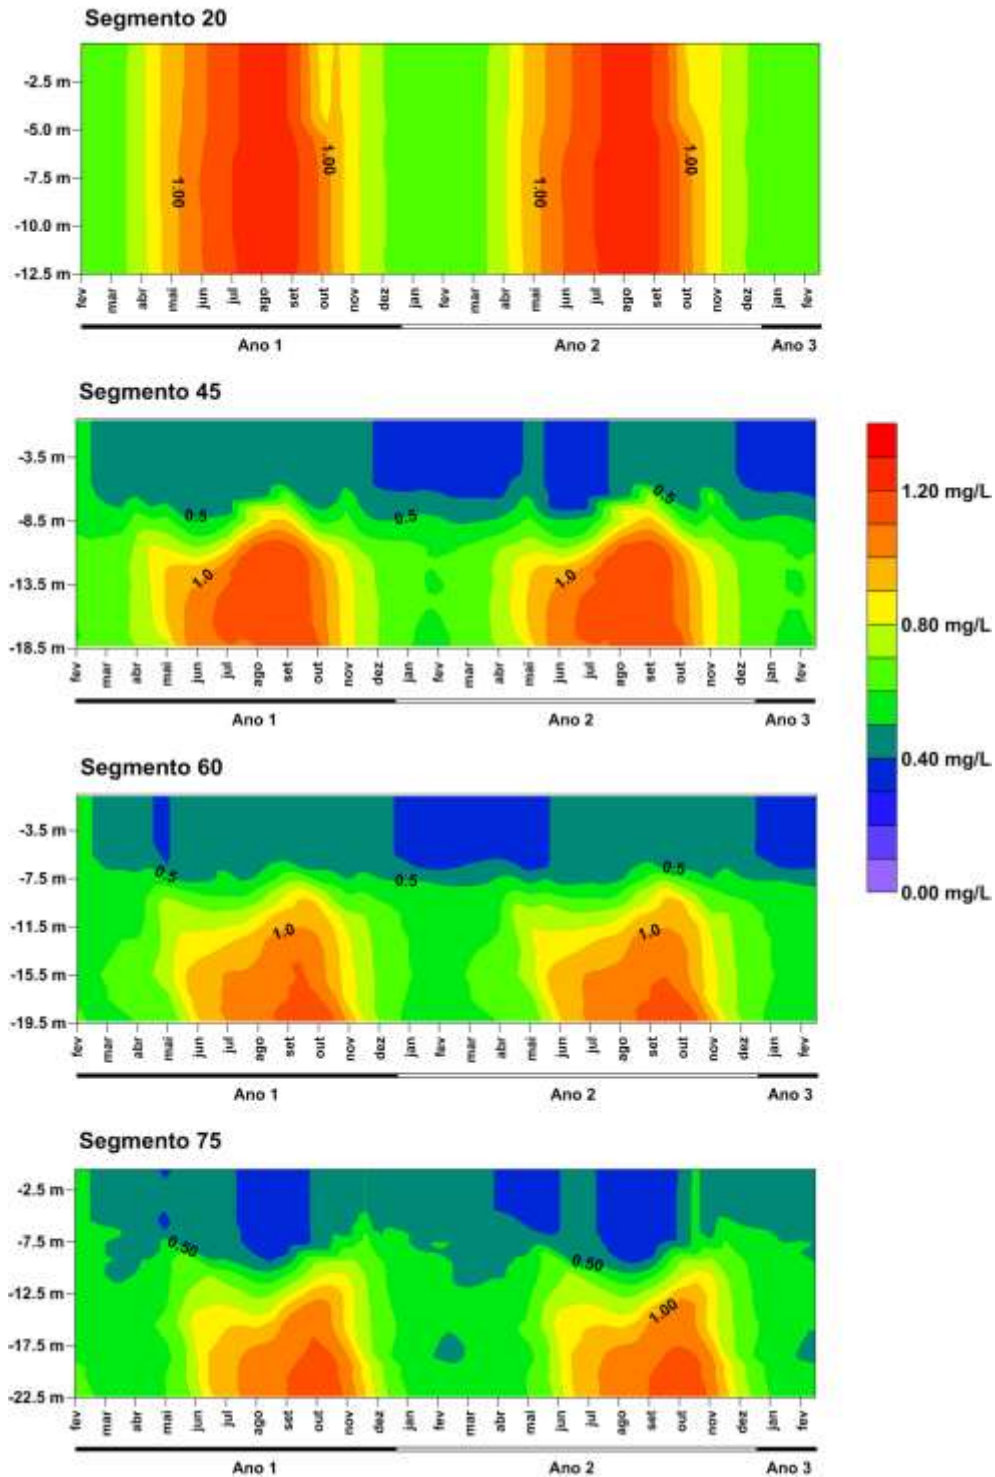 Segmento 20
-2.5 m
-5.0 m
-7.5 m
-10.0 m
-12.5 m
1.00
1.00
1.00
1.00
fev mar abr mai jun jul ago set out nov dez jan fev mar abr mai jun jul ago set out nov dez jan fev
Ano 1 Ano 2 Ano 3
Segmento 45
-3.5 m
-8.5 m
-13.5 m
-18.5 m
0.5
0.5
0.5
1.0
1.0
fev mar abr mai jun jul ago set out nov dez jan fev mar abr mai jun jul ago set out nov dez jan fev
Ano 1 Ano 2 Ano 3
1.20 mg/L
0.80 mg/L
0.40 mg/L
0.00 mg/L
Segmento 60
-3.5 m
-7.5 m
-11.5 m
-15.5 m
-19.5 m
0.5
0.5
0.5
1.0
1.0
fev mar abr mai jun jul ago set out nov dez jan fev mar abr mai jun jul ago set out nov dez jan fev
Ano 1 Ano 2 Ano 3
Segmento 75
-2.5 m
-7.5 m
-12.5 m
-17.5 m
-22.5 m
0.50
0.50
1.00
fev mar abr mai jun jul ago set out nov dez jan fev mar abr mai jun jul ago set out nov dez jan fev
Ano 1 Ano 2 Ano 3